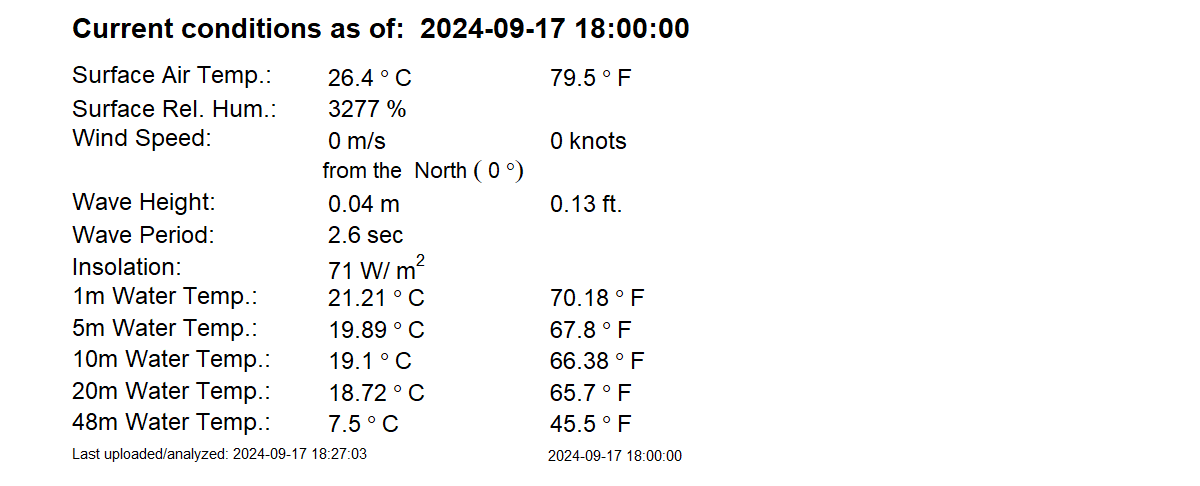 Current conditions as of: 2024-09-17 18:00:00
Surface Air Temp.: 26.4 ° C 79.5 ° F
Surface Rel. Hum.: 3277 %
Wind Speed: 0 m/s 0 knots
from the North ( 0 °)
Wave Height: 0.04 m 0.13 ft.
Wave Period: 2.6 sec
Insolation: 71 W/ m²
1m Water Temp.: 21.21 ° C 70.18 ° F
5m Water Temp.: 19.89 ° C 67.8 ° F
10m Water Temp.: 19.1 ° C 66.38 ° F
20m Water Temp.: 18.72 ° C 65.7 ° F
48m Water Temp.: 7.5 ° C 45.5 ° F
Last uploaded/analyzed: 2024-09-17 18:27:03 2024-09-17 18:00:00